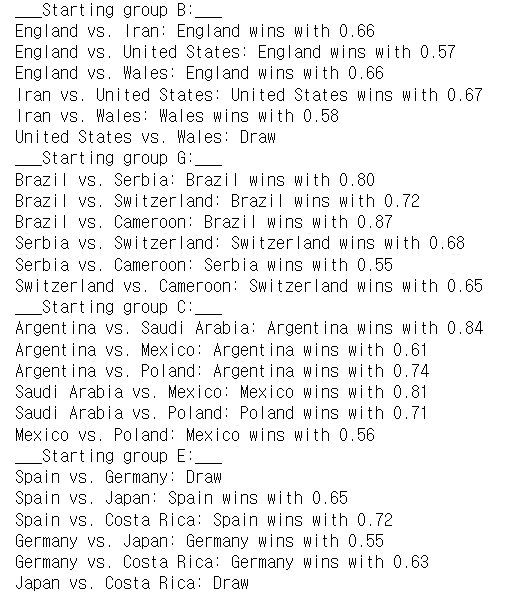 ___Starting group B:___
England vs. Iran: England wins with 0.66
England vs. United States: England wins with 0.57
England vs. Wales: England wins with 0.66
Iran vs. United States: United States wins with 0.67
Iran vs. Wales: Wales wins with 0.58
United States vs. Wales: Draw
___Starting group G:___
Brazil vs. Serbia: Brazil wins with 0.80
Brazil vs. Switzerland: Brazil wins with 0.72
Brazil vs. Cameroon: Brazil wins with 0.87
Serbia vs. Switzerland: Switzerland wins with 0.68
Serbia vs. Cameroon: Serbia wins with 0.55
Switzerland vs. Cameroon: Switzerland wins with 0.65
___Starting group C:___
Argentina vs. Saudi Arabia: Argentina wins with 0.84
Argentina vs. Mexico: Argentina wins with 0.61
Argentina vs. Poland: Argentina wins with 0.74
Saudi Arabia vs. Mexico: Mexico wins with 0.81
Saudi Arabia vs. Poland: Poland wins with 0.71
Mexico vs. Poland: Mexico wins with 0.56
___Starting group E:___
Spain vs. Germany: Draw
Spain vs. Japan: Spain wins with 0.65
Spain vs. Costa Rica: Spain wins with 0.72
Germany vs. Japan: Germany wins with 0.55
Germany vs. Costa Rica: Germany wins with 0.63
Japan vs. Costa Rica: Draw